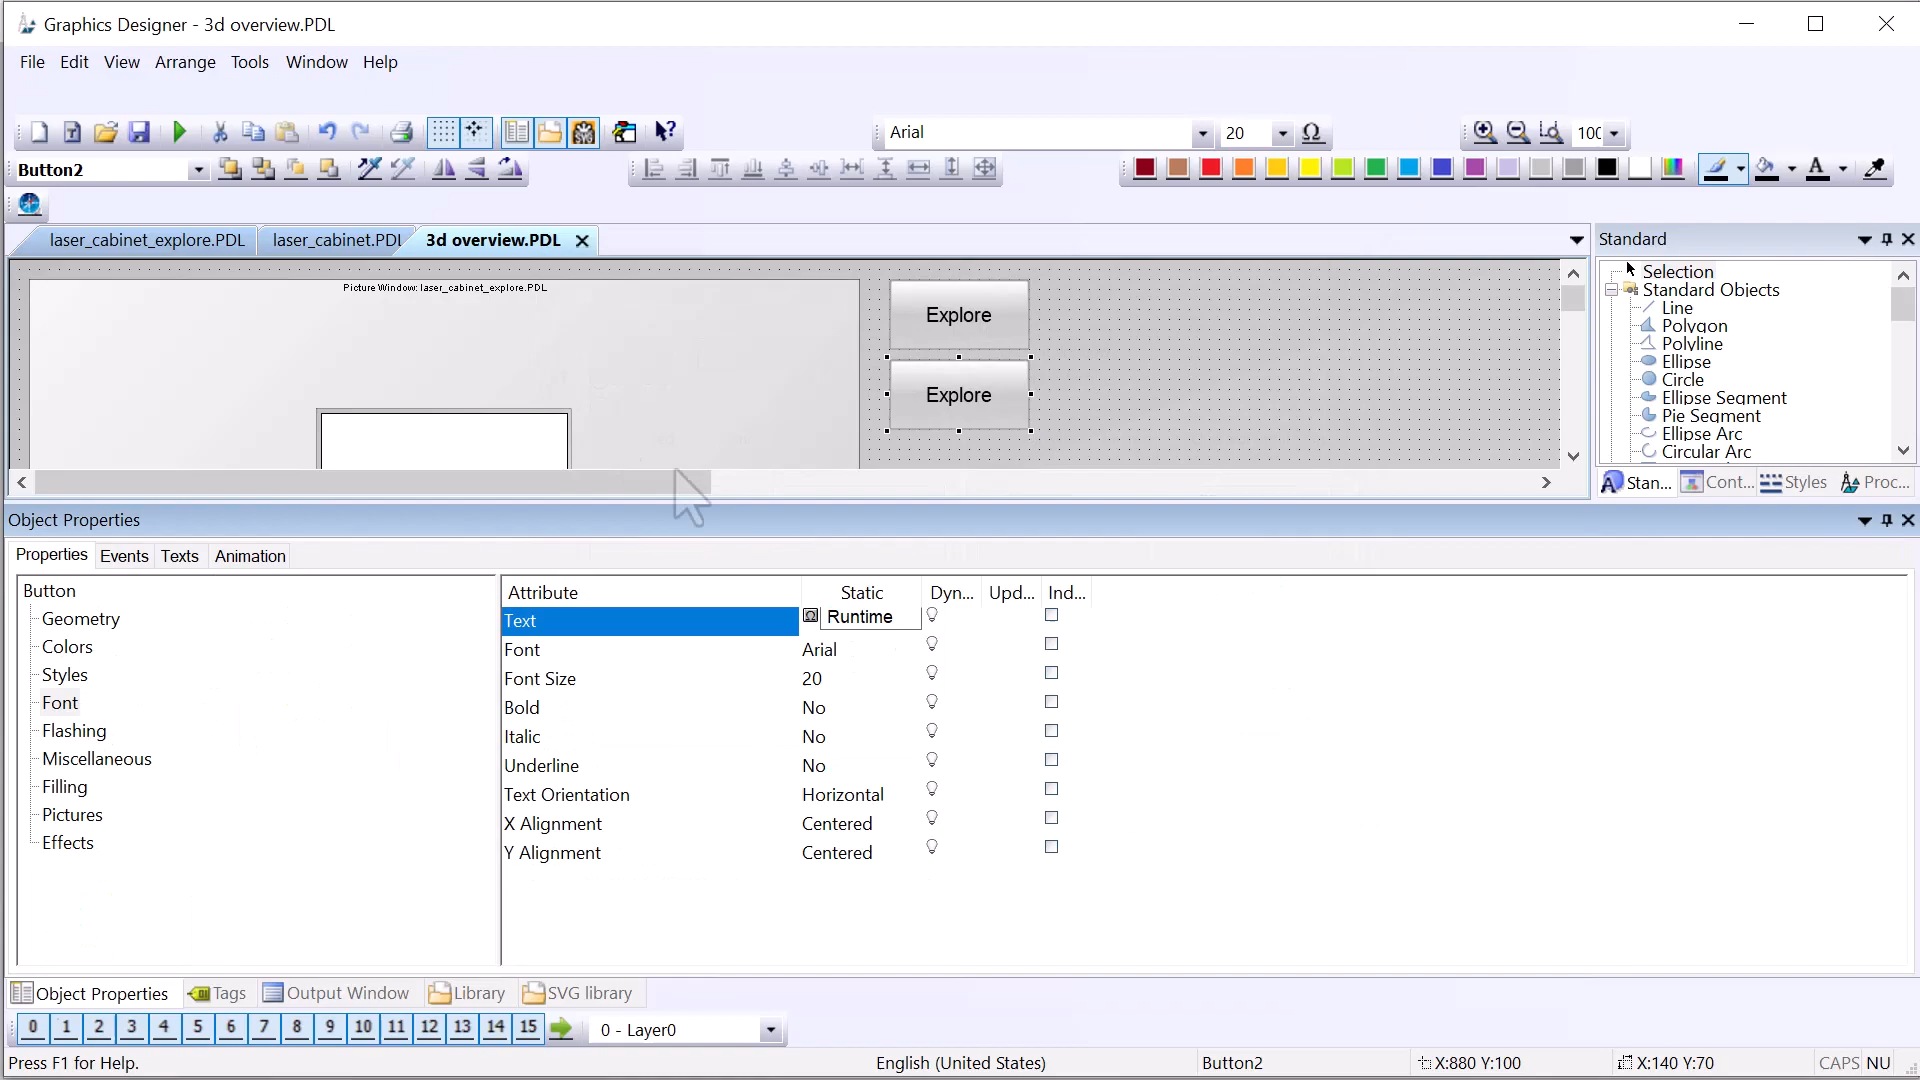 Graphics Designer - 3d overview.PDL
File Edit View Arrange Tools Window Help
Arial 20 100
Button2
laser_cabinet_explore.PDL laser_cabinet.PDL 3d overview.PDL
Standard
Picture Window: laser_cabinet_explore.PDL
Explore
Explore
Selection
Standard Objects
Line
Polygon
Polyline
Ellipse
Circle
Ellipse Segment
Pie Segment
Ellipse Arc
Circular Arc
Stan... Cont... Styles Proc...
Object Properties
Properties Events Texts Animation
Button
Geometry
Colors
Styles
Font
Flashing
Miscellaneous
Filling
Pictures
Effects
Attribute Static Dyn... Upd... Ind...
Text Runtime
Font Arial
Font Size 20
Bold No
Italic No
Underline No
Text Orientation Horizontal
X Alignment Centered
Y Alignment Centered
Object Properties Tags Output Window Library SVG library
0 1 2 3 4 5 6 7 8 9 10 11 12 13 14 15 0 - Layer0
Press F1 for Help. English (United States) Button2 X:880 Y:100 X:140 Y:70 CAPS NU